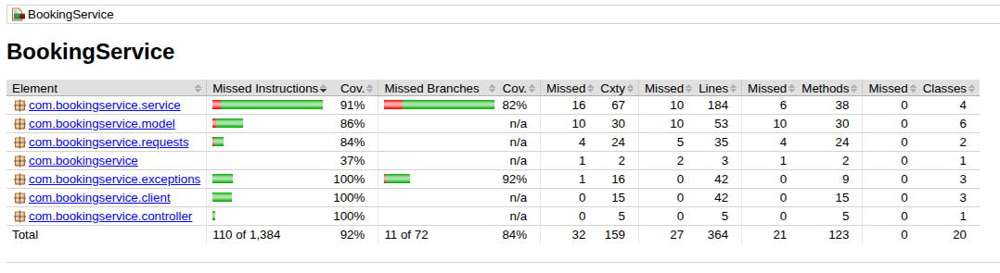 BookingService
BookingService
Element Missed Instructions Cov. Missed Branches Cov. Missed Cxty Missed Lines Missed Methods Missed Classes
com.bookingservice.service 91% 82% 16 67 10 184 6 38 0 4
com.bookingservice.model 86% n/a 10 30 10 53 10 30 0 6
com.bookingservice.requests 84% n/a 4 24 5 35 4 24 0 2
com.bookingservice 37% n/a 1 2 2 3 1 2 0 1
com.bookingservice.exceptions 100% 92% 1 16 0 42 0 9 0 3
com.bookingservice.client 100% n/a 0 15 0 42 0 15 0 3
com.bookingservice.controller 100% n/a 0 5 0 5 0 5 0 1
Total 110 of 1,384 92% 11 of 72 84% 32 159 27 364 21 123 0 20